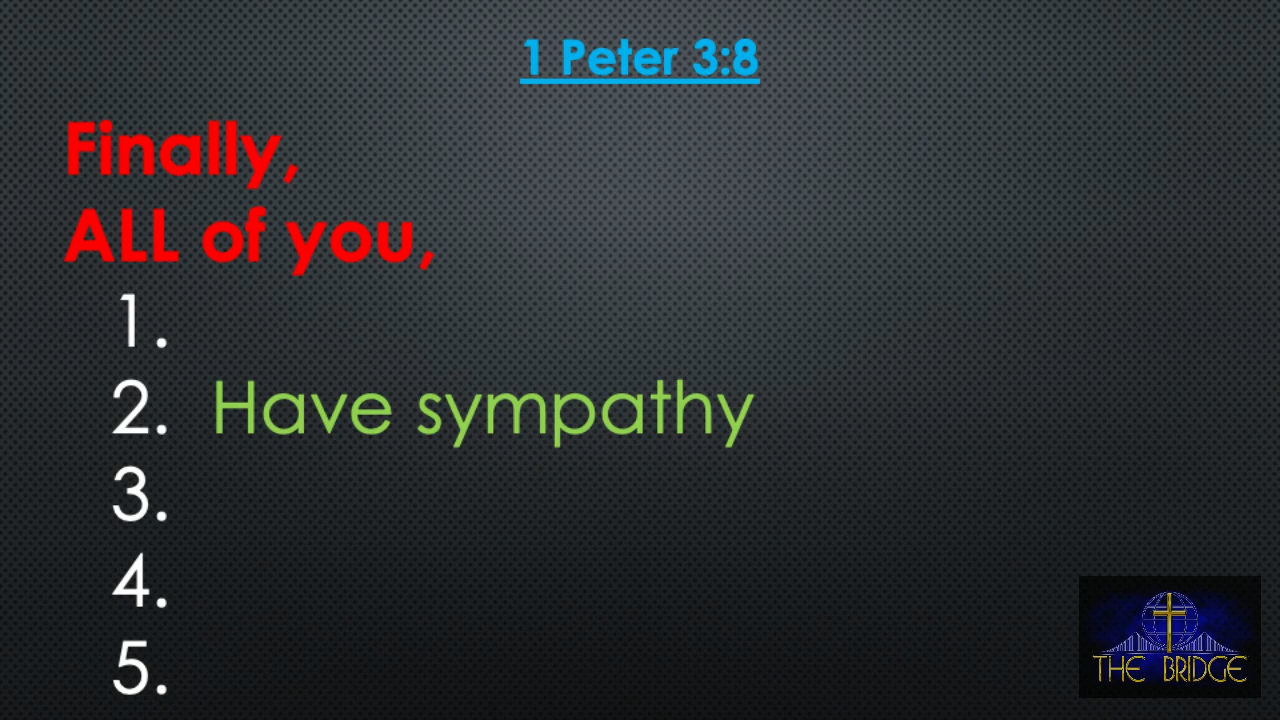 1 Peter 3:8
Finally,
ALL of you,
1.
2. Have sympathy
3.
4.
5.
THE BRIDGE